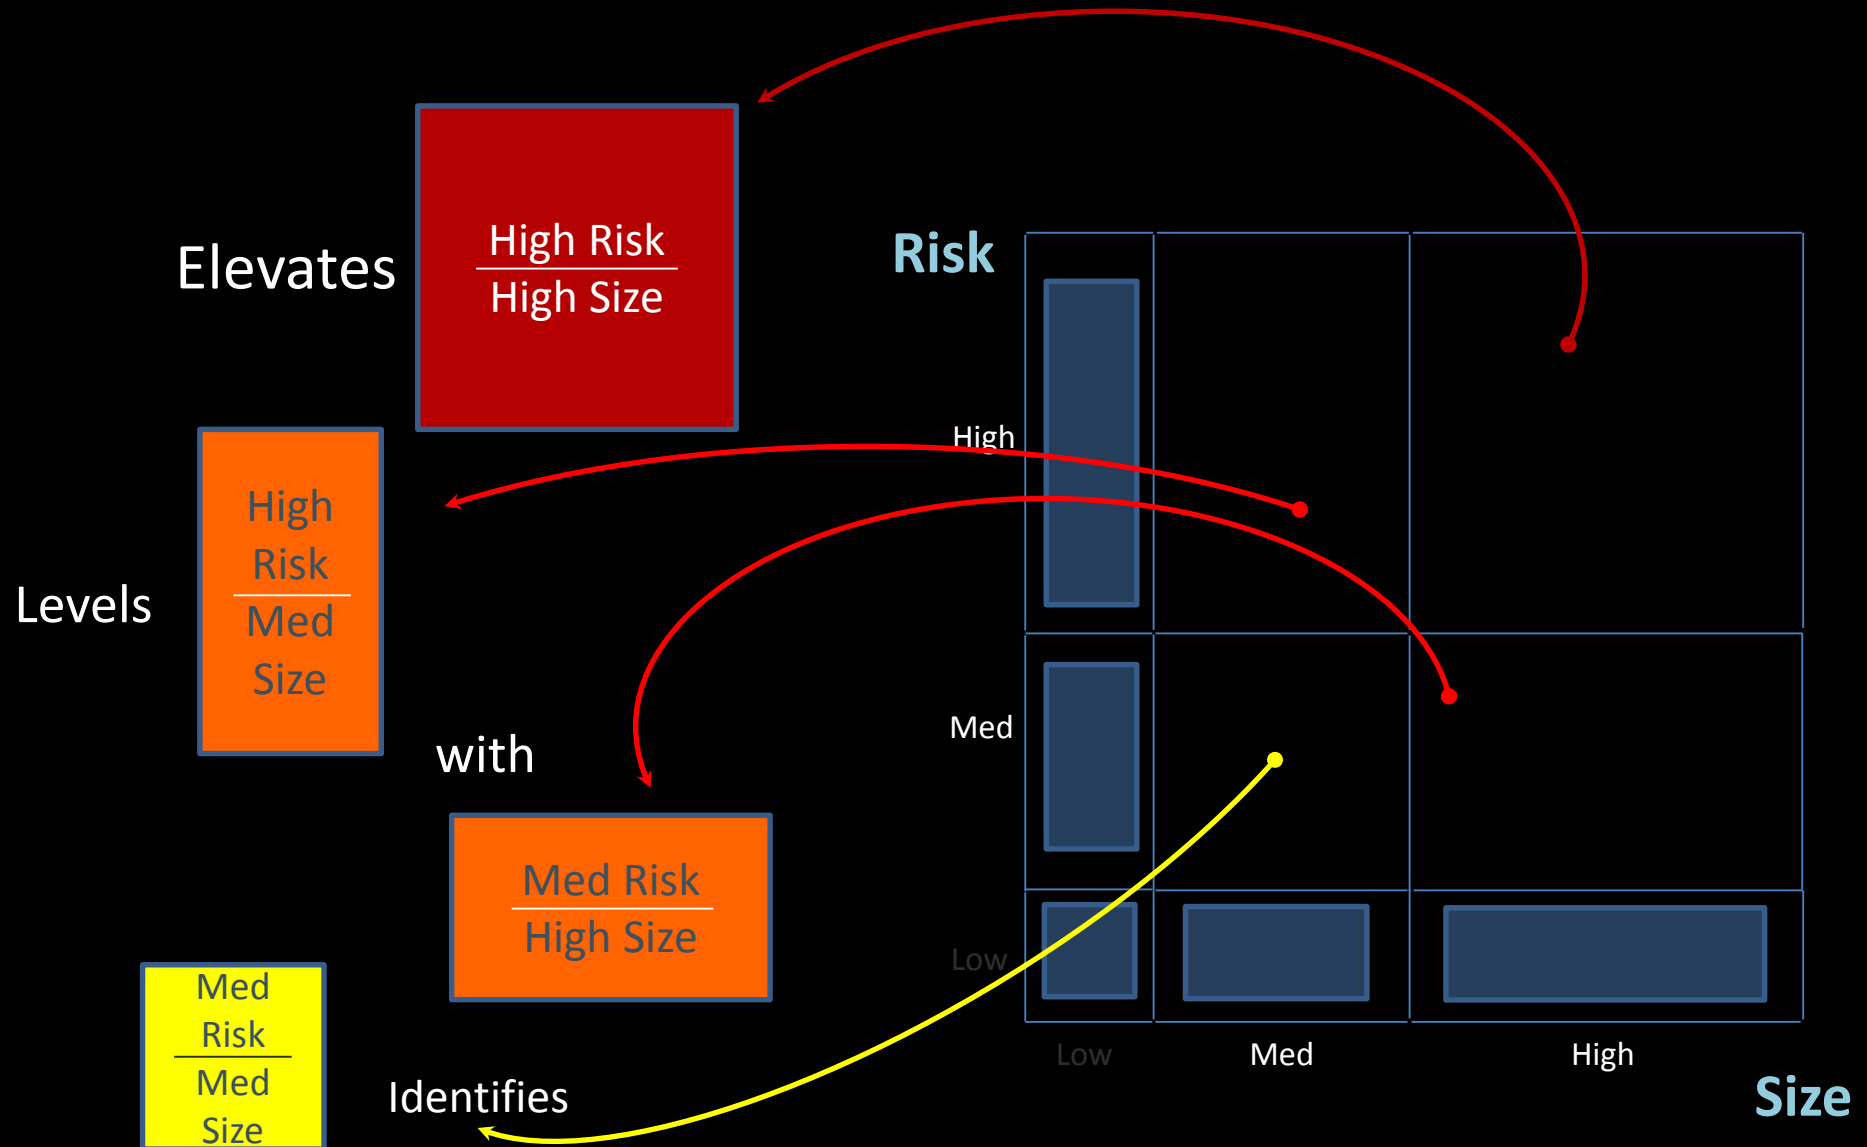 Elevates
High Risk
High Size
Risk
High
Levels
High
Risk
Med
Size
with
Med
Med Risk
High Size
Low
Med
Risk
Med
Size
Identifies
Low
Med
High
Size